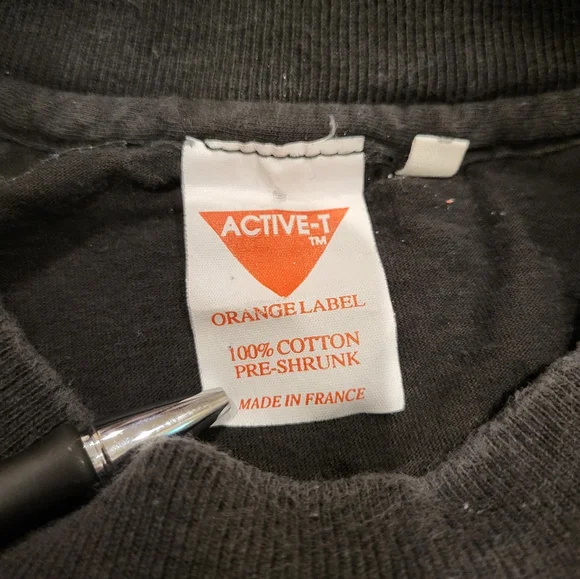 ACTIVE-T
TM
ORANGE LABEL
100% COTTON
PRE-SHRUNK
MADE IN FRANCE